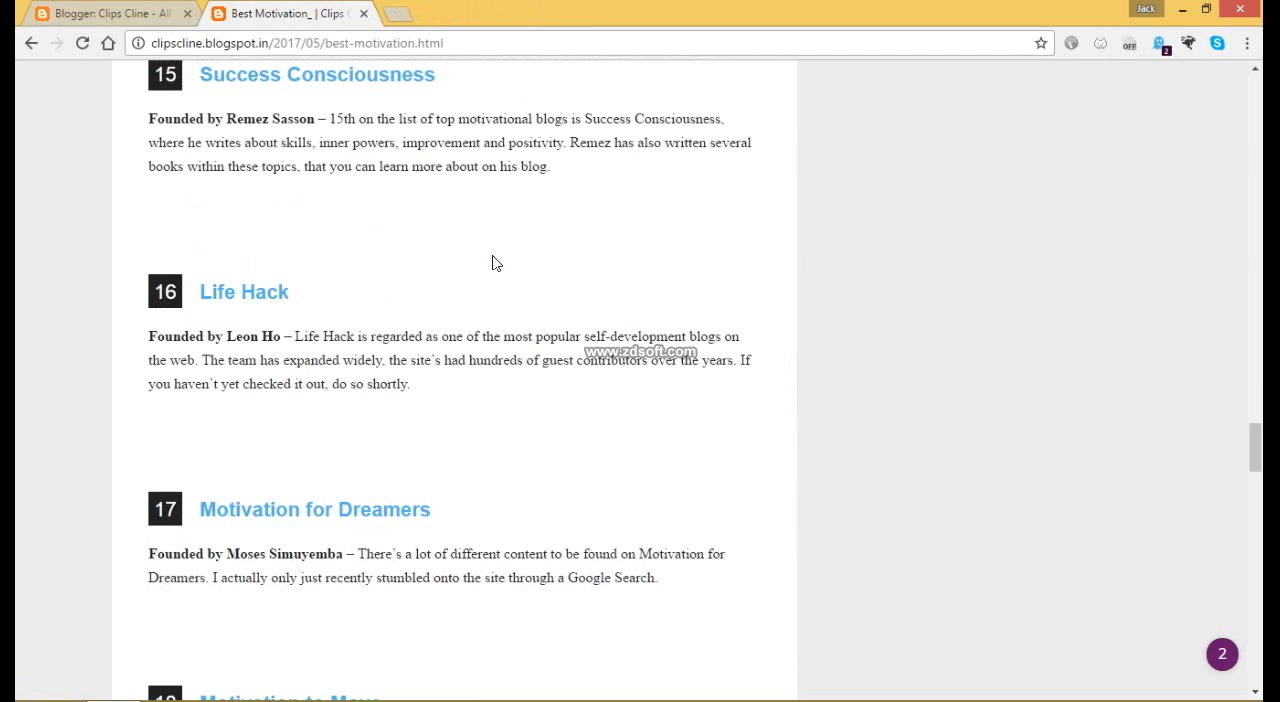 Blogger: Clips Cline - All
Best Motivation_ | Clips C
Jack
clipscline.blogspot.in/2017/05/best-motivation.html
OFF
2
15 Success Consciousness
Founded by Remez Sasson – 15th on the list of top motivational blogs is Success Consciousness,
where he writes about skills, inner powers, improvement and positivity. Remez has also written several
books within these topics, that you can learn more about on his blog.
16 Life Hack
Founded by Leon Ho – Life Hack is regarded as one of the most popular self-development blogs on
www.zdsoft.com
the web. The team has expanded widely, the site's had hundreds of guest contributors over the years. If
you haven't yet checked it out, do so shortly.
17 Motivation for Dreamers
Founded by Moses Simuyemba – There's a lot of different content to be found on Motivation for
Dreamers. I actually only just recently stumbled onto the site through a Google Search.
2
18 Motivation to Move